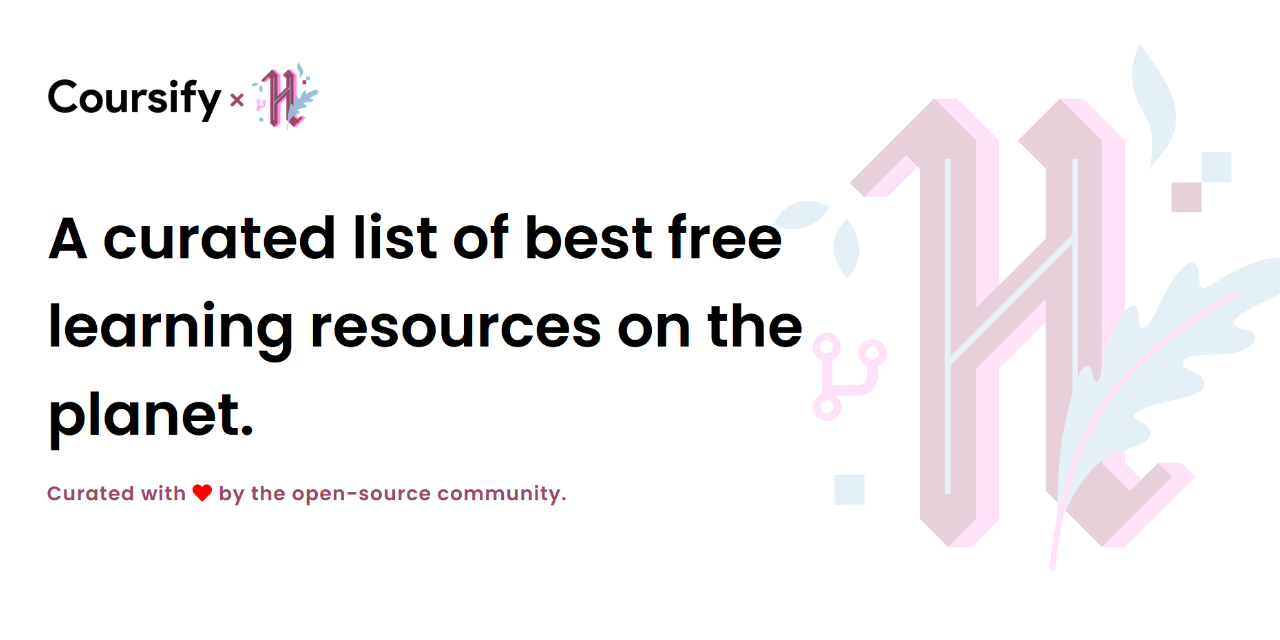 Coursify × H
A curated list of best free
learning resources on the
planet.
Curated with ❤ by the open-source community.